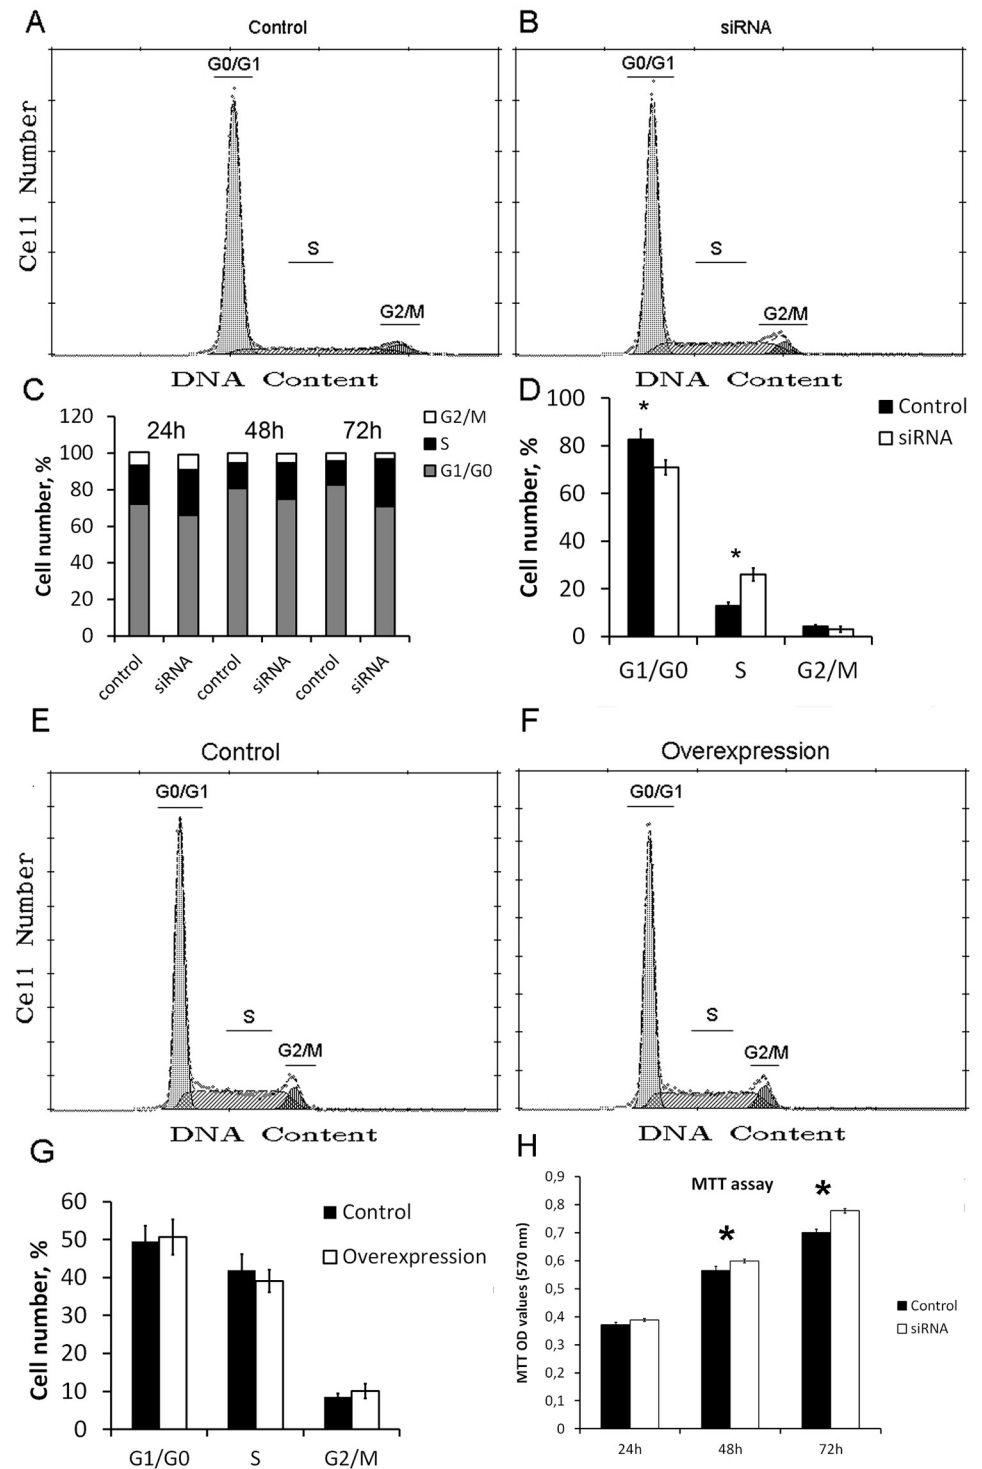 A
Control
G0/G1
S
G2/M
Cell Number
DNA Content
B
siRNA
G0/G1
S
G2/M
DNA Content
C
120
100
80
60
40
20
0
Cell number, %
24h 48h 72h
G2/M
S
G1/G0
control siRNA control siRNA control siRNA
D
100
80
60
40
20
0
Cell number, %
*
*
Control
siRNA
G1/G0 S G2/M
E
Control
G0/G1
S
G2/M
Cell Number
DNA Content
F
Overexpression
G0/G1
S
G2/M
DNA Content
G
60
50
40
30
20
10
0
Cell number, %
Control
Overexpression
G1/G0 S G2/M
H
MTT assay
0,9
0,8
0,7
0,6
0,5
0,4
0,3
0,2
0,1
0
MTT OD values (570 nm)
*
*
Control
siRNA
24h 48h 72h